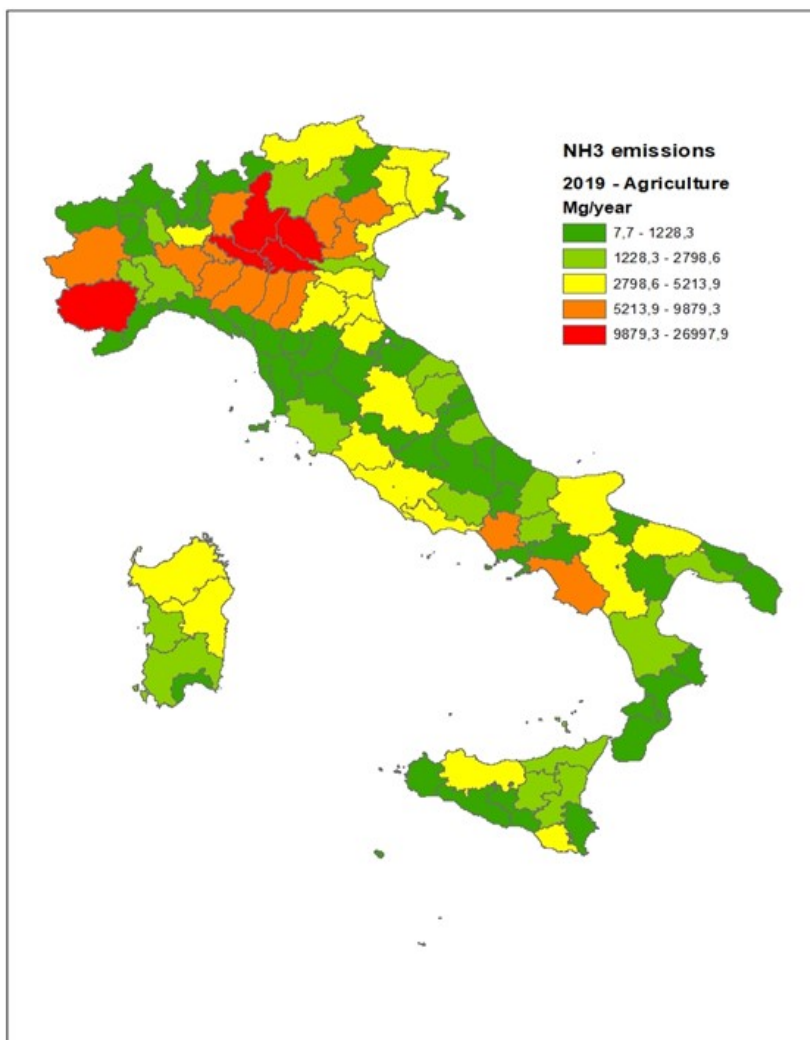 NH3 emissions
2019 - Agriculture
Mg/year
7,7 - 1228,3
1228,3 - 2798,6
2798,6 - 5213,9
5213,9 - 9879,3
9879,3 - 26997,9